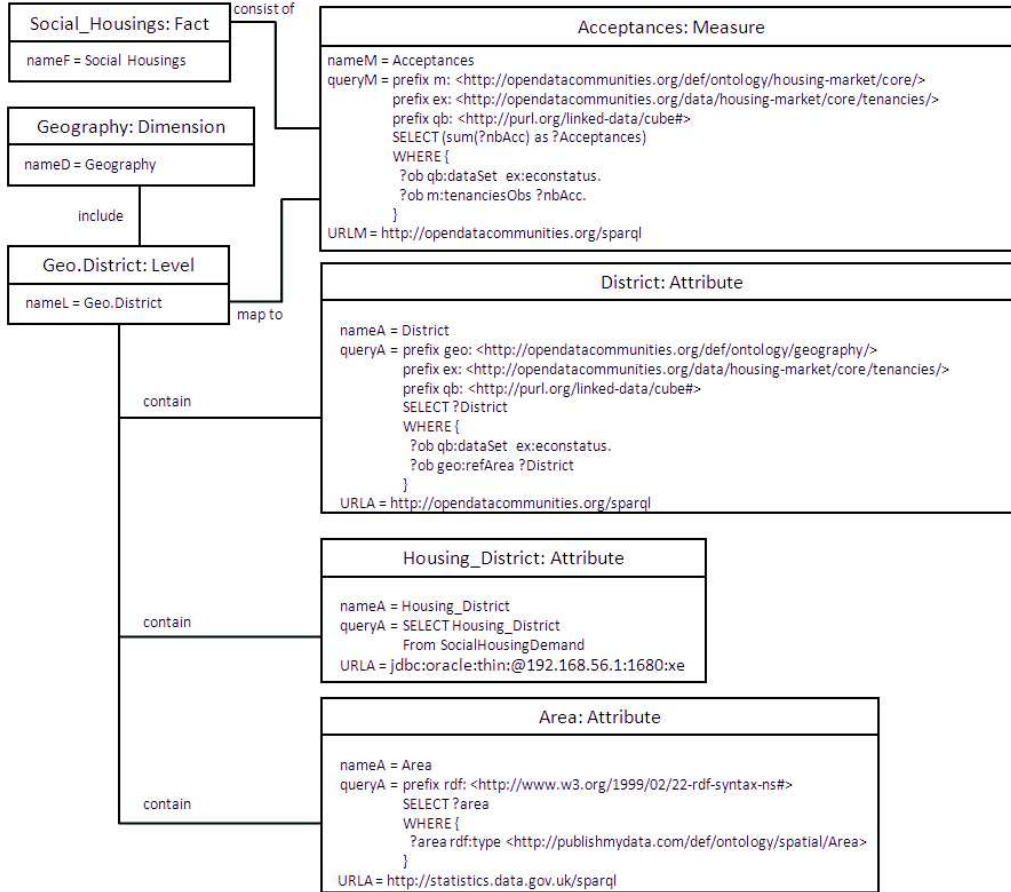 Social_Housings: Fact
nameF = Social Housings
consist of
Acceptances: Measure
nameM = Acceptances
queryM = prefix m: <http://opendatacommunities.org/def/ontology/housing-market/core/>
prefix ex: <http://opendatacommunities.org/data/housing-market/core/tenancies/>
prefix qb: <http://purl.org/linked-data/cube#>
SELECT (sum(?nbAcc) as ?Acceptances)
WHERE {
?ob qb:dataSet ex:econstatus.
?ob m:tenanciesObs ?nbAcc.
}
URLM = http://opendatacommunities.org/sparql
Geography: Dimension
nameD = Geography
include
Geo.District: Level
nameL = Geo.District
map to
District: Attribute
nameA = District
queryA = prefix geo: <http://opendatacommunities.org/def/ontology/geography/>
prefix ex: <http://opendatacommunities.org/data/housing-market/core/tenancies/>
prefix qb: <http://purl.org/linked-data/cube#>
SELECT ?District
WHERE {
?ob qb:dataSet ex:econstatus.
?ob geo:refArea ?District
}
URLA = http://opendatacommunities.org/sparql
contain
Housing_District: Attribute
nameA = Housing_District
queryA = SELECT Housing_District
From SocialHousingDemand
URLA = jdbc:oracle:thin:@192.168.56.1:1680:xe
contain
Area: Attribute
nameA = Area
queryA = prefix rdf: <http://www.w3.org/1999/02/22-rdf-syntax-ns#>
SELECT ?area
WHERE {
?area rdf:type <http://publishmydata.com/def/ontology/spatial/Area>
}
URLA = http://statistics.data.gov.uk/sparql
contain